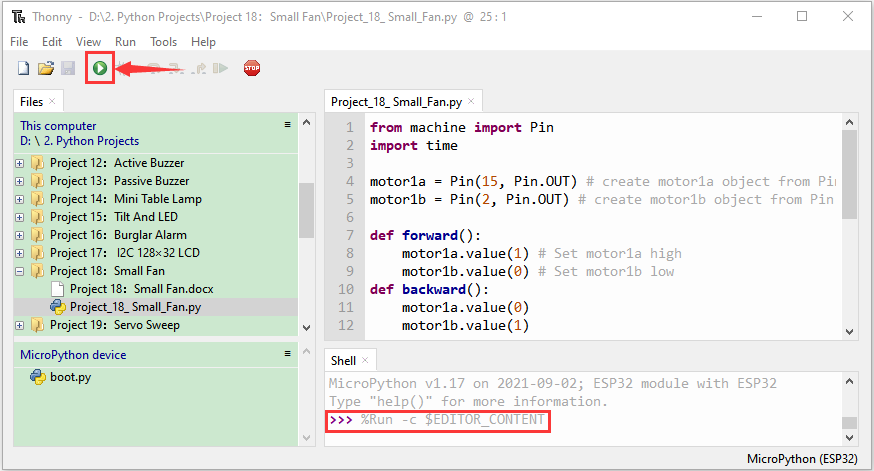 Thonny - D:\2. Python Projects\Project 18：Small Fan\Project_18_ Small_Fan.py @ 25 : 1
File Edit View Run Tools Help
STOP
Files ×
This computer
D: \ 2. Python Projects
Project 12：Active Buzzer
Project 13：Passive Buzzer
Project 14：Mini Table Lamp
Project 15：Tilt And LED
Project 16：Burglar Alarm
Project 17： I2C 128×32 LCD
Project 18：Small Fan
Project 18：Small Fan.docx
Project_18_ Small_Fan.py
Project 19：Servo Sweep
MicroPython device
boot.py
Project_18_ Small_Fan.py ×
1 from machine import Pin
2 import time
3
4 motor1a = Pin(15, Pin.OUT) # create motor1a object from Pin
5 motor1b = Pin(2, Pin.OUT) # create motor1b object from Pin
6
7 def forward():
8 motor1a.value(1) # Set motor1a high
9 motor1b.value(0) # Set motor1b low
10 def backward():
11 motor1a.value(0)
12 motor1b.value(1)
Shell ×
MicroPython v1.17 on 2021-09-02; ESP32 module with ESP32
Type "help()" for more information.
>>> %Run -c $EDITOR_CONTENT
MicroPython (ESP32)